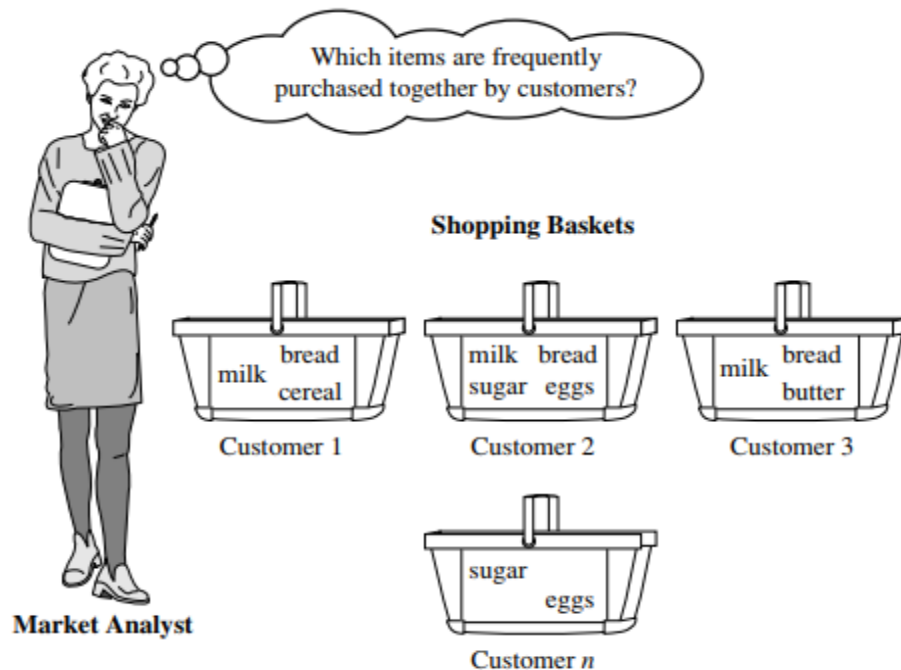 Which items are frequently
purchased together by customers?
Shopping Baskets
milk bread
cereal
Customer 1
milk bread
sugar eggs
Customer 2
milk bread
butter
Customer 3
sugar
eggs
Customer n
Market Analyst